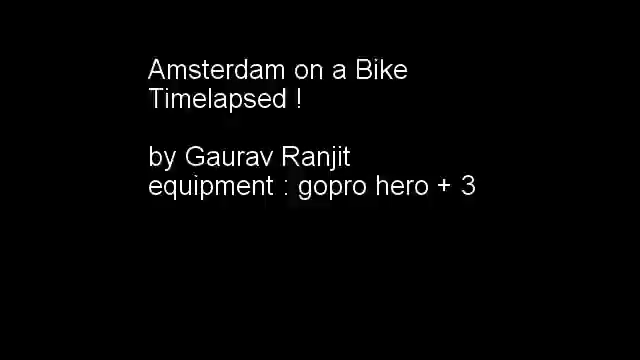 Amsterdam on a Bike
Timelapsed !
by Gaurav Ranjit
equipment : gopro hero + 3